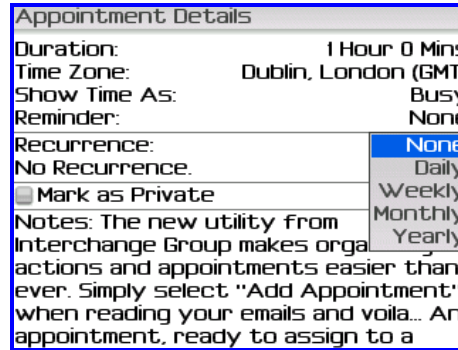 Appointment Details
Duration: 1 Hour 0 Mins
Time Zone: Dublin, London (GMT
Show Time As: Busy
Reminder: None
Recurrence: None
No Recurrence. Daily
Weekly
Mark as Private
Monthly
Notes: The new utility from
Yearly
Interchange Group makes
actions and appointments easier than
ever. Simply select "Add Appointment"
when reading your emails and voila... An
appointment, ready to assign to a